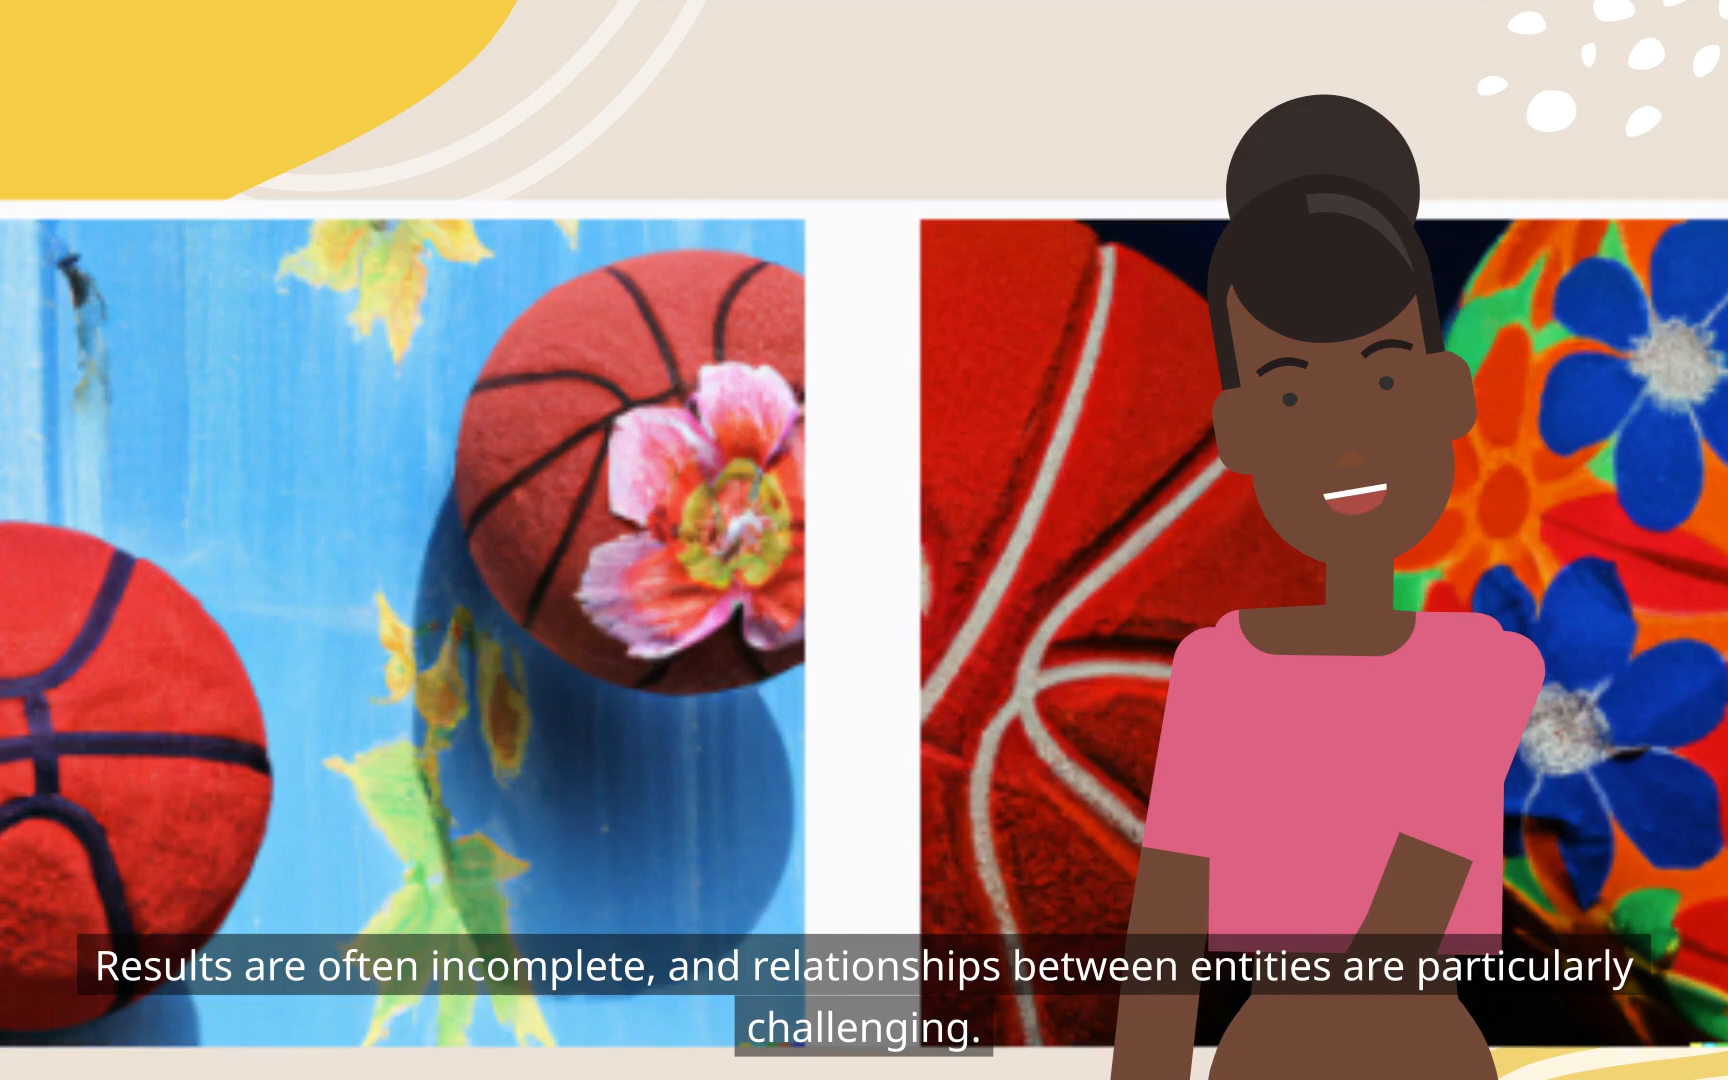 Results are often incomplete, and relationships between entities are particularly
challenging.